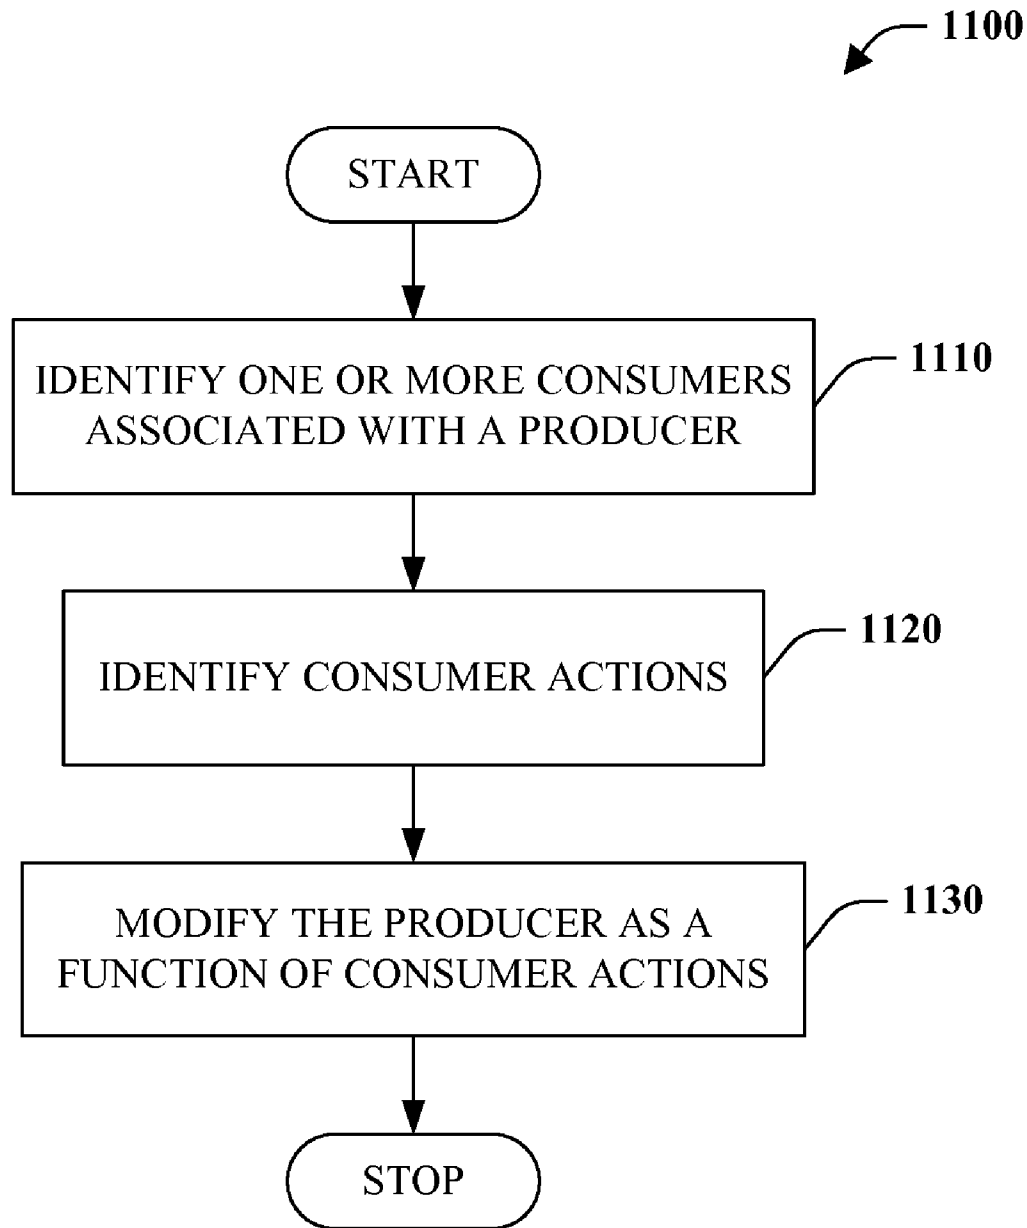 1100
START
IDENTIFY ONE OR MORE CONSUMERS
ASSOCIATED WITH A PRODUCER
1110
IDENTIFY CONSUMER ACTIONS
1120
MODIFY THE PRODUCER AS A
FUNCTION OF CONSUMER ACTIONS
1130
STOP